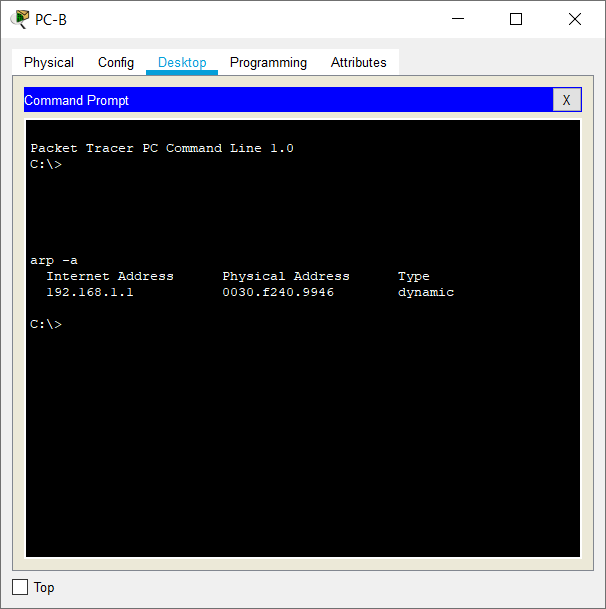 PC-B
Physical Config Desktop Programming Attributes
Command Prompt X
Packet Tracer PC Command Line 1.0
C:\>
arp -a
Internet Address Physical Address Type
192.168.1.1 0030.f240.9946 dynamic
C:\>
Top